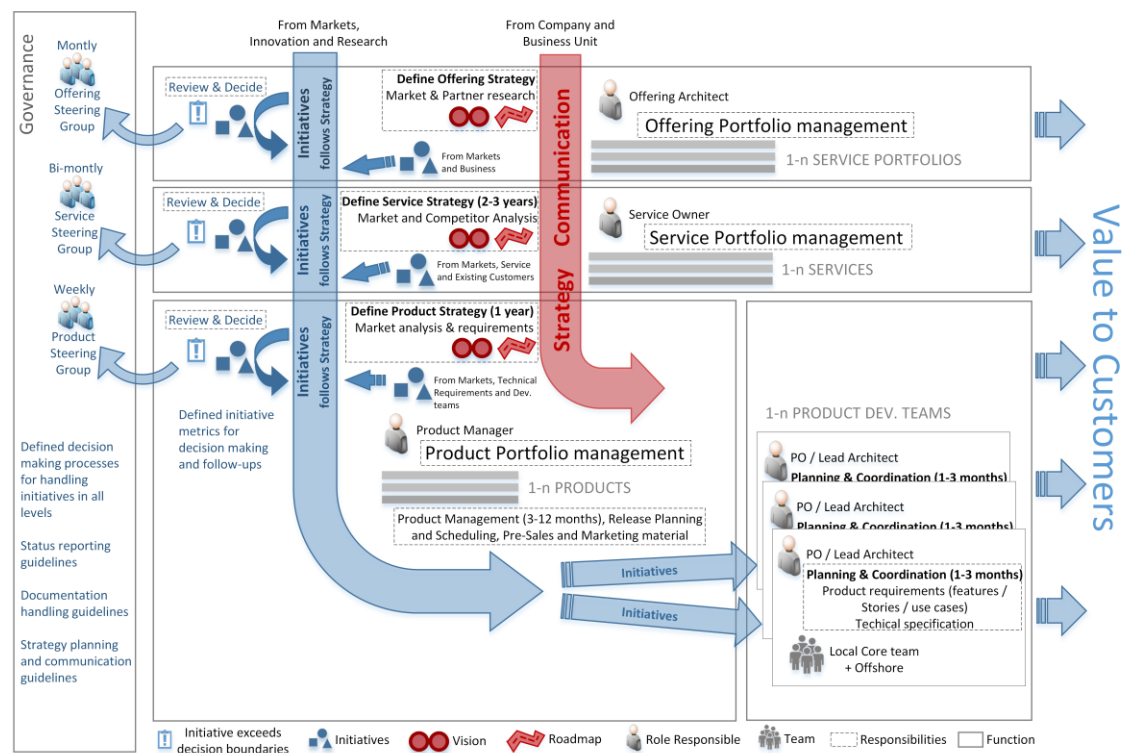 Governance
Montly
Offering
Steering
Group
Bi-montly
Service
Steering
Group
Weekly
Product
Steering
Group
Defined decision
making processes
for handling
initiatives in all
levels
Status reporting
guidelines
Documentation
handling guidelines
Strategy planning
and communication
guidelines
From Markets,
Innovation and Research
From Company and
Business Unit
Review & Decide
Initiatives
follows Strategy
Define Offering Strategy
Market & Partner research
From Markets
and Business
Offering Architect
Offering Portfolio management
1-n SERVICE PORTFOLIOS
Review & Decide
Initiatives
follows Strategy
Define Service Strategy (2-3 years)
Market and Competitor Analysis
From Markets, Service
and Existing Customers
Strategy Communication
Service Owner
Service Portfolio management
1-n SERVICES
Review & Decide
Initiatives
follows Strategy
Define Product Strategy (1 year)
Market analysis & requirements
From Markets, Technical
Requirements and Dev.
teams
Defined initiative
metrics for
decision making
and follow-ups
Product Manager
Product Portfolio management
1-n PRODUCTS
Product Management (3-12 months), Release Planning
and Scheduling, Pre-Sales and Marketing material
Initiatives
Initiatives
1-n PRODUCT DEV. TEAMS
PO / Lead Architect
Planning & Coordination (1-3 months)
PO / Lead Architect
Planning & Coordination (1-3 months)
PO / Lead Architect
Planning & Coordination (1-3 months)
Product requirements (features /
Stories / use cases)
Techical specification
Local Core team
+ Offshore
Value to Customers
Initiative exceeds
decision boundaries
Initiatives
Vision
Roadmap
Role Responsible
Team
Responsibilities
Function